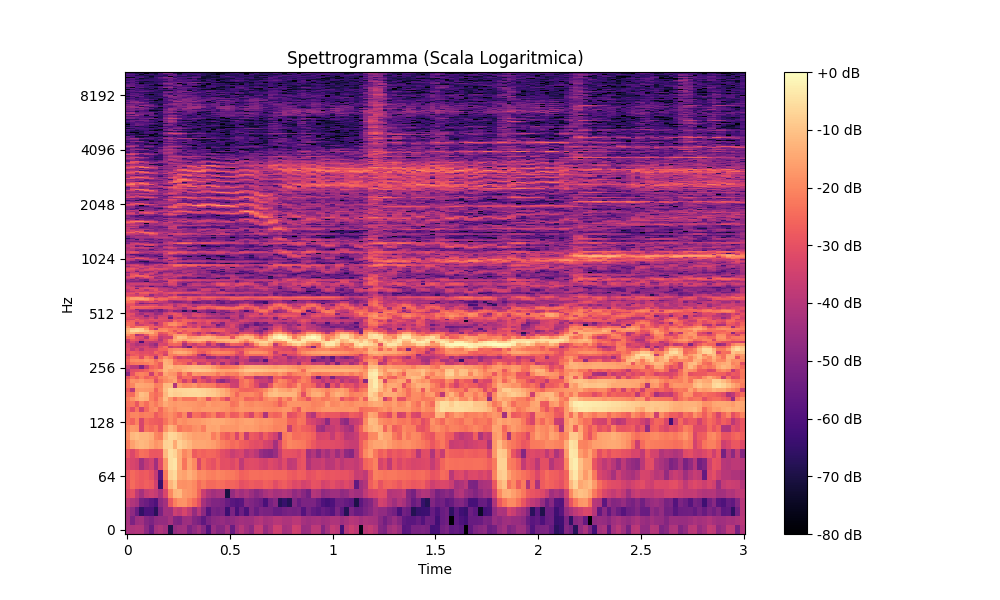 Spettrogramma (Scala Logaritmica)
Hz
8192
4096
2048
1024
512
256
128
64
0
0
0.5
1
1.5
2
2.5
3
Time
+0 dB
-10 dB
-20 dB
-30 dB
-40 dB
-50 dB
-60 dB
-70 dB
-80 dB